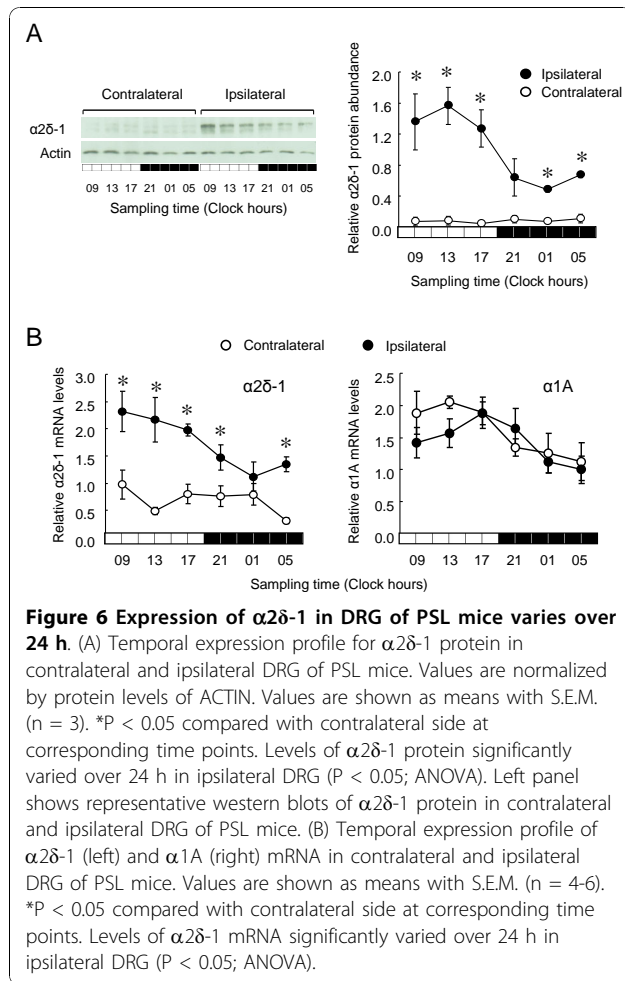 A
Contralateral Ipsilateral
α2δ-1
Actin
09 13 17 21 01 05 09 13 17 21 01 05
Sampling time (Clock hours)
Relative α2δ-1 protein abundance
2.0
1.6
1.2
0.8
0.4
0.0
* * * * *
Ipsilateral
Contralateral
09 13 17 21 01 05
Sampling time (Clock hours)
B
Contralateral Ipsilateral
Relative α2δ-1 mRNA levels
3.0
2.5
2.0
1.5
1.0
0.5
0.0
* * * * *
α2δ-1
09 13 17 21 01 05
Relative α1A mRNA levels
2.5
2.0
1.5
1.0
0.5
0.0
α1A
09 13 17 21 01 05
Sampling time (Clock hours)
Figure 6 Expression of α2δ-1 in DRG of PSL mice varies over
24 h. (A) Temporal expression profile for α2δ-1 protein in
contralateral and ipsilateral DRG of PSL mice. Values are normalized
by protein levels of ACTIN. Values are shown as means with S.E.M.
(n = 3). *P < 0.05 compared with contralateral side at
corresponding time points. Levels of α2δ-1 protein significantly
varied over 24 h in ipsilateral DRG (P < 0.05; ANOVA). Left panel
shows representative western blots of α2δ-1 protein in contralateral
and ipsilateral DRG of PSL mice. (B) Temporal expression profile of
α2δ-1 (left) and α1A (right) mRNA in contralateral and ipsilateral
DRG of PSL mice. Values are shown as means with S.E.M. (n = 4-6).
*P < 0.05 compared with contralateral side at corresponding time
points. Levels of α2δ-1 mRNA significantly varied over 24 h in
ipsilateral DRG (P < 0.05; ANOVA).